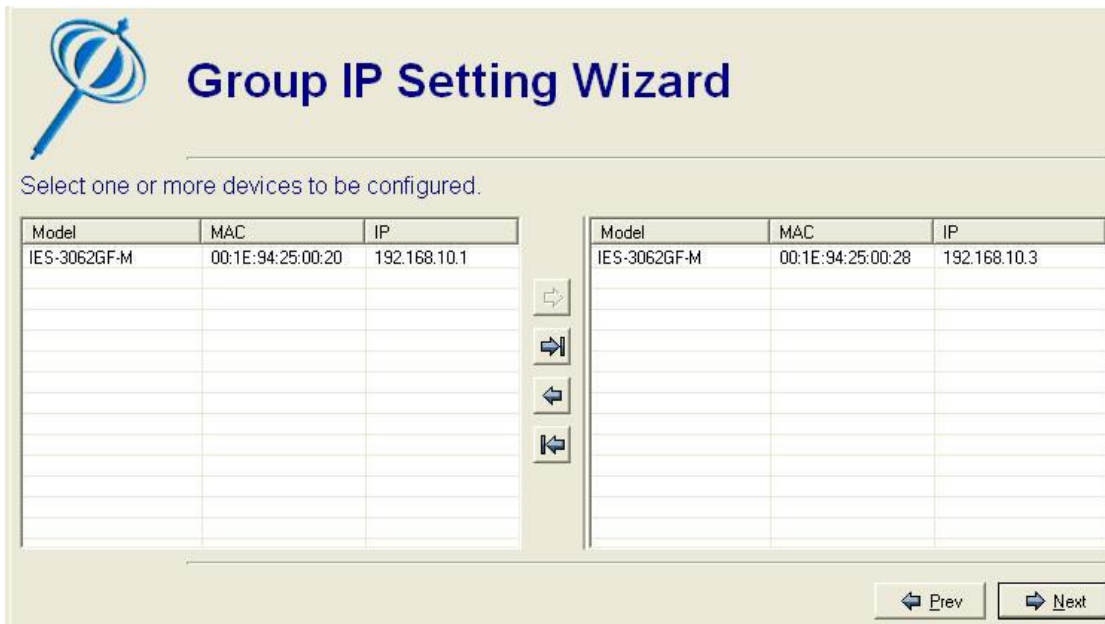 Group IP Setting Wizard
Select one or more devices to be configured.
Model MAC IP
IES-3062GF-M 00:1E:94:25:00:20 192.168.10.1
Model MAC IP
IES-3062GF-M 00:1E:94:25:00:28 192.168.10.3
Prev Next